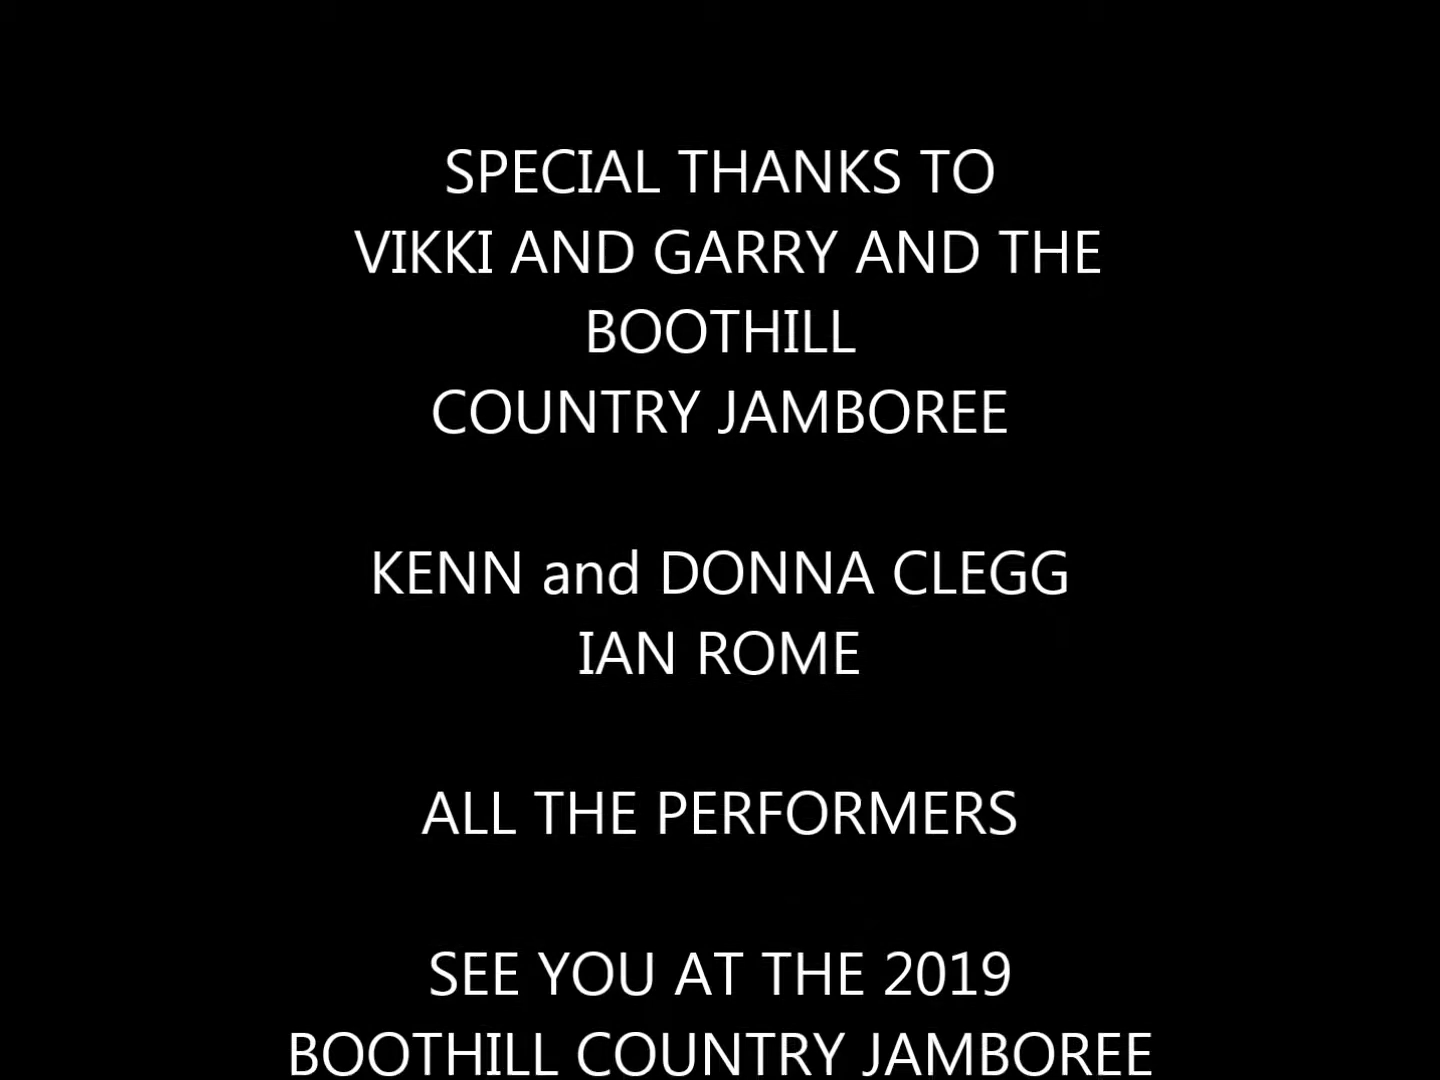 SPECIAL THANKS TO
VIKKI AND GARRY AND THE
BOOTHILL
COUNTRY JAMBOREE
KENN and DONNA CLEGG
IAN ROME
ALL THE PERFORMERS
SEE YOU AT THE 2019
BOOTHILL COUNTRY JAMBOREE